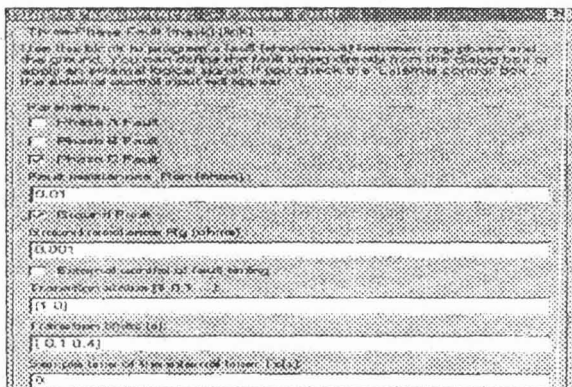 Three-Phase Fault (mask) (link)
Use this block to program a fault (short-circuit) between any phase and
the ground. You can define the fault timing directly from the dialog box or
apply an external logical signal. If you check the 'External control' box,
the external control input will appear.
Parameters
Phase A Fault
Phase B Fault
Phase C Fault
Fault resistances Ron (ohms):
0.01
Ground Fault
Ground resistance Rg (ohms):
0.001
External control of fault timing
Transition status [1,0,1...]:
[1 0]
Transition times (s):
[ 0.1 0.4]
Sample time of the internal timer Ts(s):
0